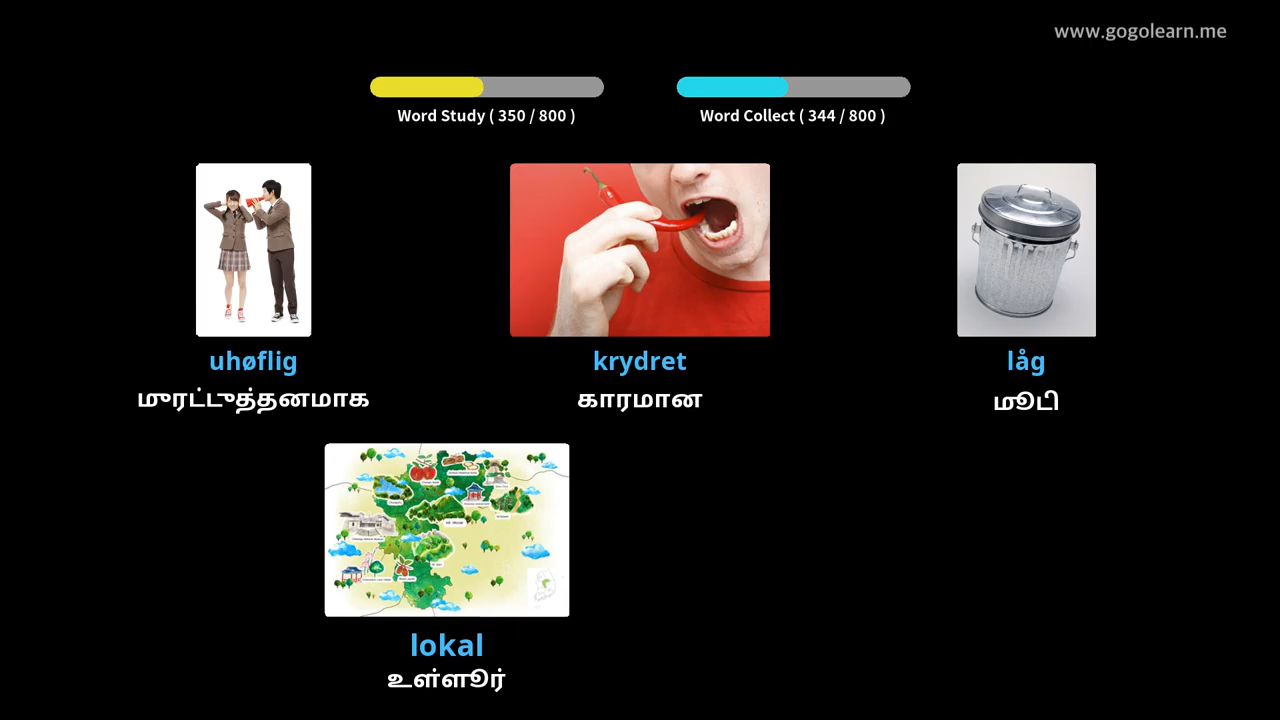 www.gogolearn.me
Word Study ( 350 / 800 )
Word Collect ( 344 / 800 )
uhøflig
முரட்டுத்தனமாக
krydret
காரமான
låg
மூடி
lokal
உள்ளூர்